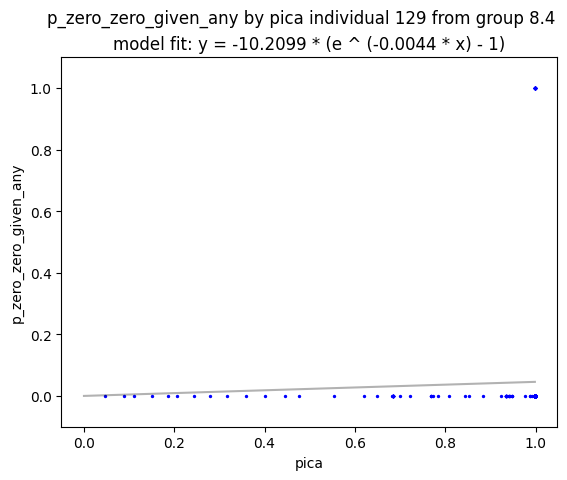 p_zero_zero_given_any by pica individual 129 from group 8.4
model fit: y = -10.2099 * (e ^ (-0.0044 * x) - 1)
1.0
0.8
0.6
0.4
0.2
0.0
p_zero_zero_given_any
0.0 0.2 0.4 0.6 0.8 1.0
pica